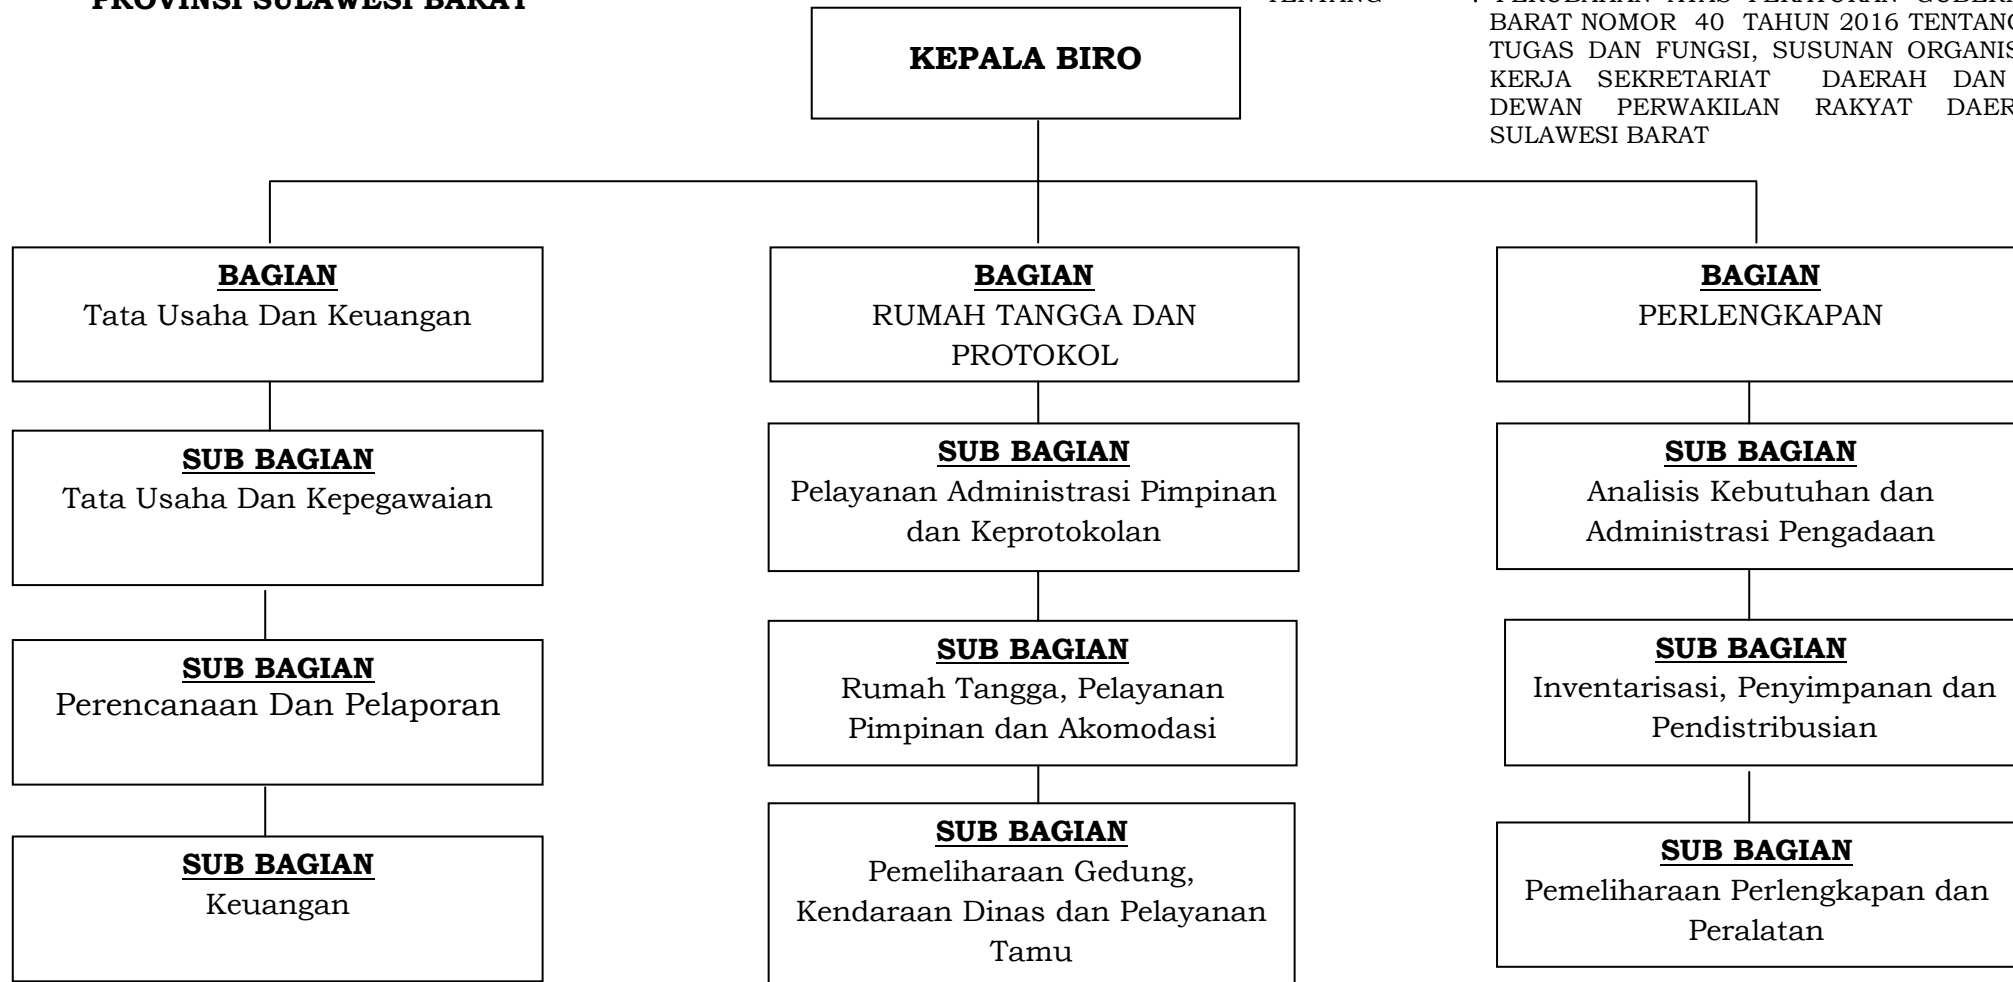 PROVINSI SULAWESI BARAT
TENTANG : PERUBAHAN ATAS PERATURAN
BARAT NOMOR 40 TAHUN 2016
TUGAS DAN FUNGSI, SUSUNAN
KERJA SEKRETARIAT DAERAH DAN
DEWAN PERWAKILAN RAKYAT
SULAWESI BARAT
KEPALA BIRO
BAGIAN
Tata Usaha Dan Keuangan
SUB BAGIAN
Tata Usaha Dan Kepegawaian
SUB BAGIAN
Perencanaan Dan Pelaporan
SUB BAGIAN
Keuangan
BAGIAN
RUMAH TANGGA DAN
PROTOKOL
SUB BAGIAN
Pelayanan Administrasi Pimpinan
dan Keprotokolan
SUB BAGIAN
Rumah Tangga, Pelayanan
Pimpinan dan Akomodasi
SUB BAGIAN
Pemeliharaan Gedung,
Kendaraan Dinas dan Pelayanan
Tamu
BAGIAN
PERLENGKAPAN
SUB BAGIAN
Analisis Kebutuhan dan
Administrasi Pengadaan
SUB BAGIAN
Inventarisasi, Penyimpanan dan
Pendistribusian
SUB BAGIAN
Pemeliharaan Perlengkapan dan
Peralatan